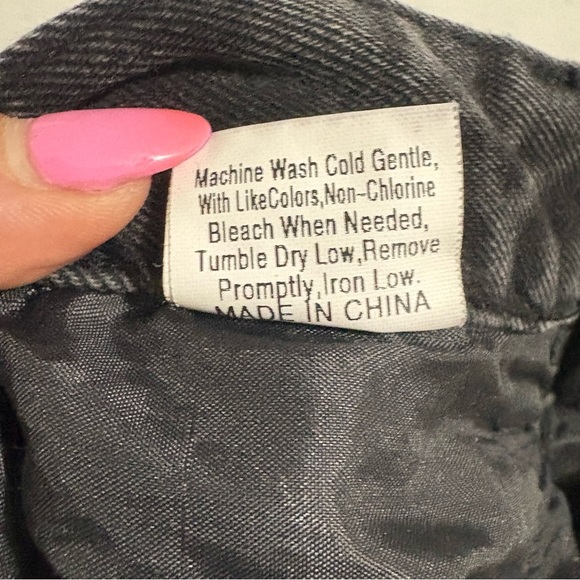 Machine Wash Cold Gentle,
With LikeColors,Non-Chlorine
Bleach When Needed,
Tumble Dry Low,Remove
Promptly,Iron Low.
MADE IN CHINA